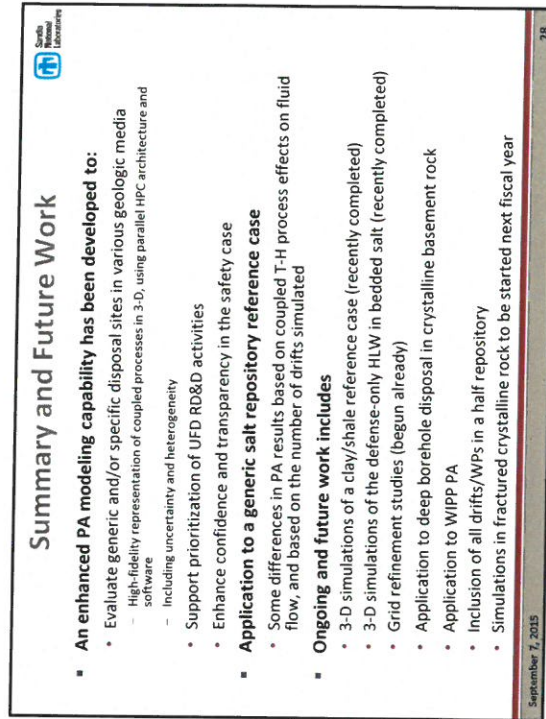 Summary and Future Work
Sandia
National
Laboratories
▪ An enhanced PA modeling capability has been developed to:
• Evaluate generic and/or specific disposal sites in various geologic media
– High-fidelity representation of coupled processes in 3-D, using parallel HPC architecture and
software
– Including uncertainty and heterogeneity
• Support prioritization of UFD RD&D activities
• Enhance confidence and transparency in the safety case
▪ Application to a generic salt repository reference case
• Some differences in PA results based on coupled T-H process effects on fluid
flow, and based on the number of drifts simulated
▪ Ongoing and future work includes
• 3-D simulations of a clay/shale reference case (recently completed)
• 3-D simulations of the defense-only HLW in bedded salt (recently completed)
• Grid refinement studies (begun already)
• Application to deep borehole disposal in crystalline basement rock
• Application to WIPP PA
• Inclusion of all drifts/WPs in a half repository
• Simulations in fractured crystalline rock to be started next fiscal year
September 7, 2015
28